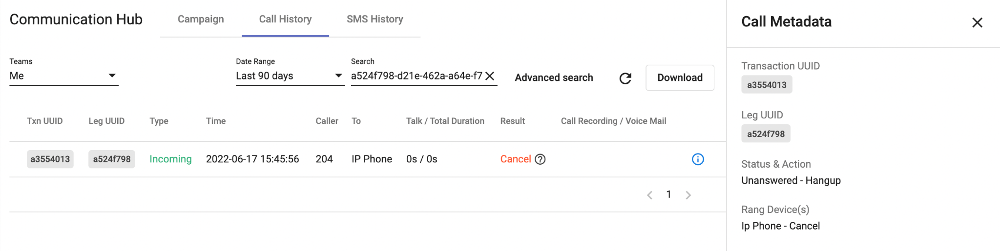 Communication Hub
Campaign
Call History
SMS History
Teams
Me
Date Range
Last 90 days
Search
a524f798-d21e-462a-a64e-f7
Advanced search
Download
Txn UUID Leg UUID Type Time Caller To Talk / Total Duration Result Call Recording / Voice Mail
a3554013 a524f798 Incoming 2022-06-17 15:45:56 204 IP Phone 0s / 0s Cancel ?
1
Call Metadata
Transaction UUID
a3554013
Leg UUID
a524f798
Status & Action
Unanswered - Hangup
Rang Device(s)
Ip Phone - Cancel